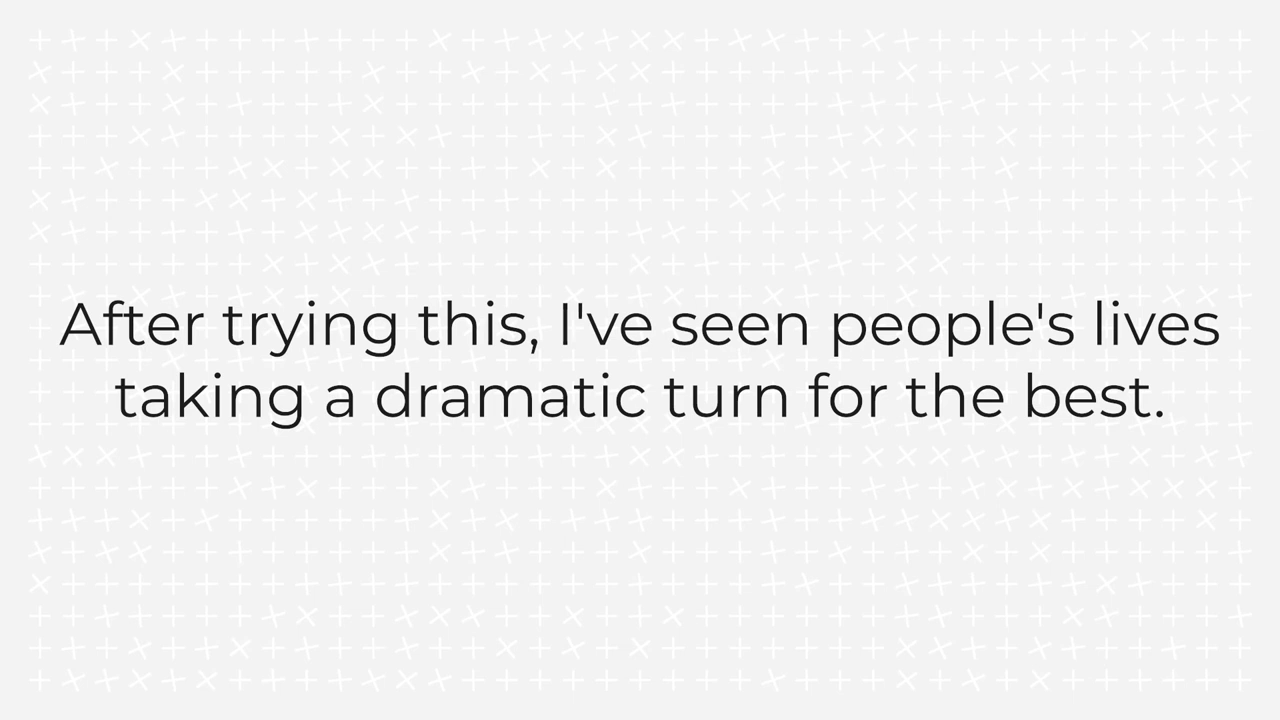 After trying this, I've seen people's lives
taking a dramatic turn for the best.